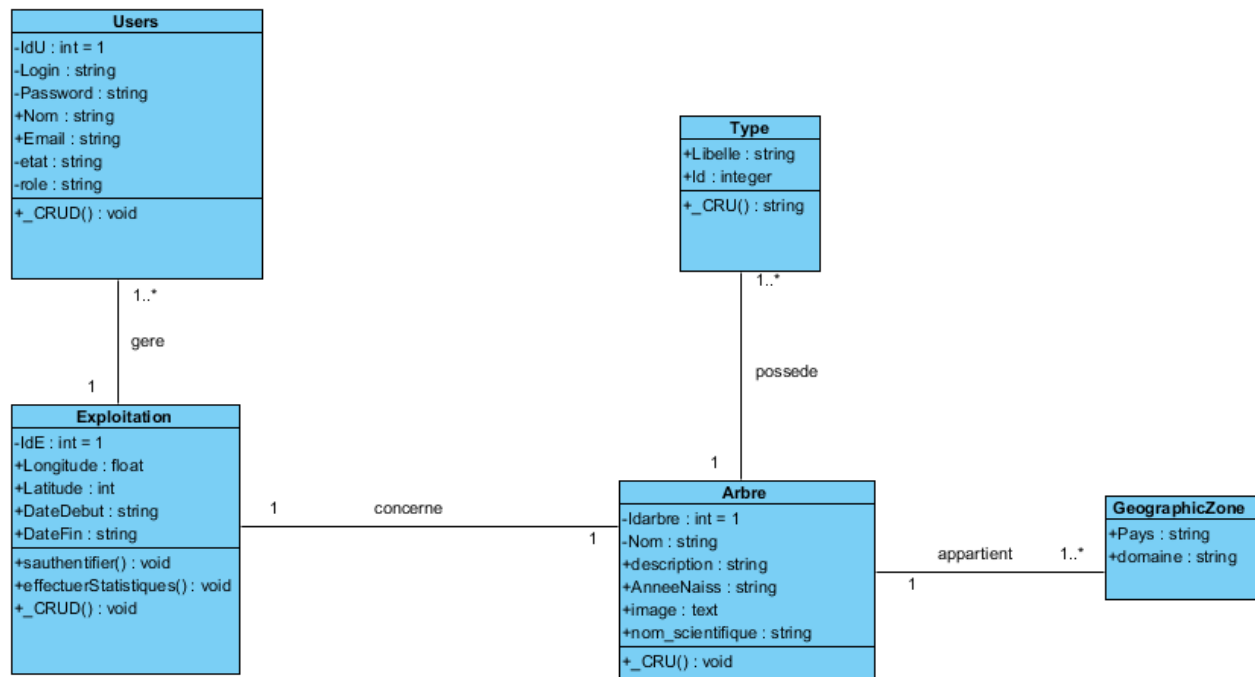 Users
-IdU : int = 1
-Login : string
-Password : string
+Nom : string
+Email : string
-etat : string
-role : string
+_CRUD() : void
1..*
gere
1
Type
+Libelle : string
+Id : integer
+_CRU() : string
1..*
possede
1
Exploitation
-IdE : int = 1
+Longitude : float
+Latitude : int
+DateDebut : string
+DateFin : string
+sauthentifier() : void
+effectuerStatistiques() : void
+_CRUD() : void
1
concerne
1
Arbre
-Idarbre : int = 1
-Nom : string
+description : string
+AnneeNaiss : string
+image : text
+nom_scientifique : string
+_CRU() : void
1
appartient
1..*
GeographicZone
+Pays : string
+domaine : string